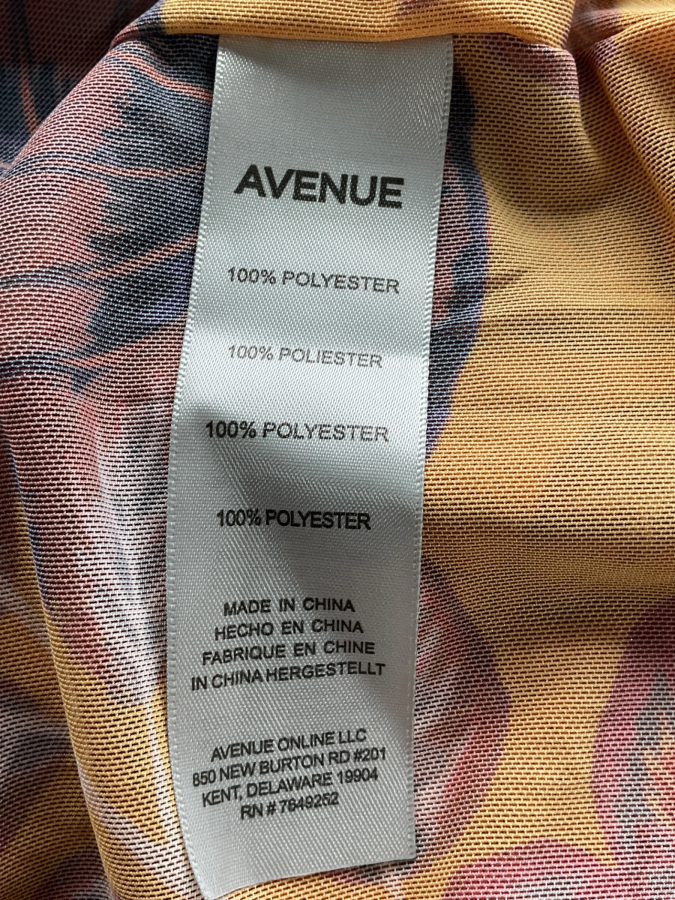 AVENUE
100% POLYESTER
100% POLIESTER
100% POLYESTER
100% POLYESTER
MADE IN CHINA
HECHO EN CHINA
FABRIQUE EN CHINE
IN CHINA HERGESTELLT
AVENUE ONLINE LLC
850 NEW BURTON RD #201
KENT, DELAWARE 19904
RN # 7649252